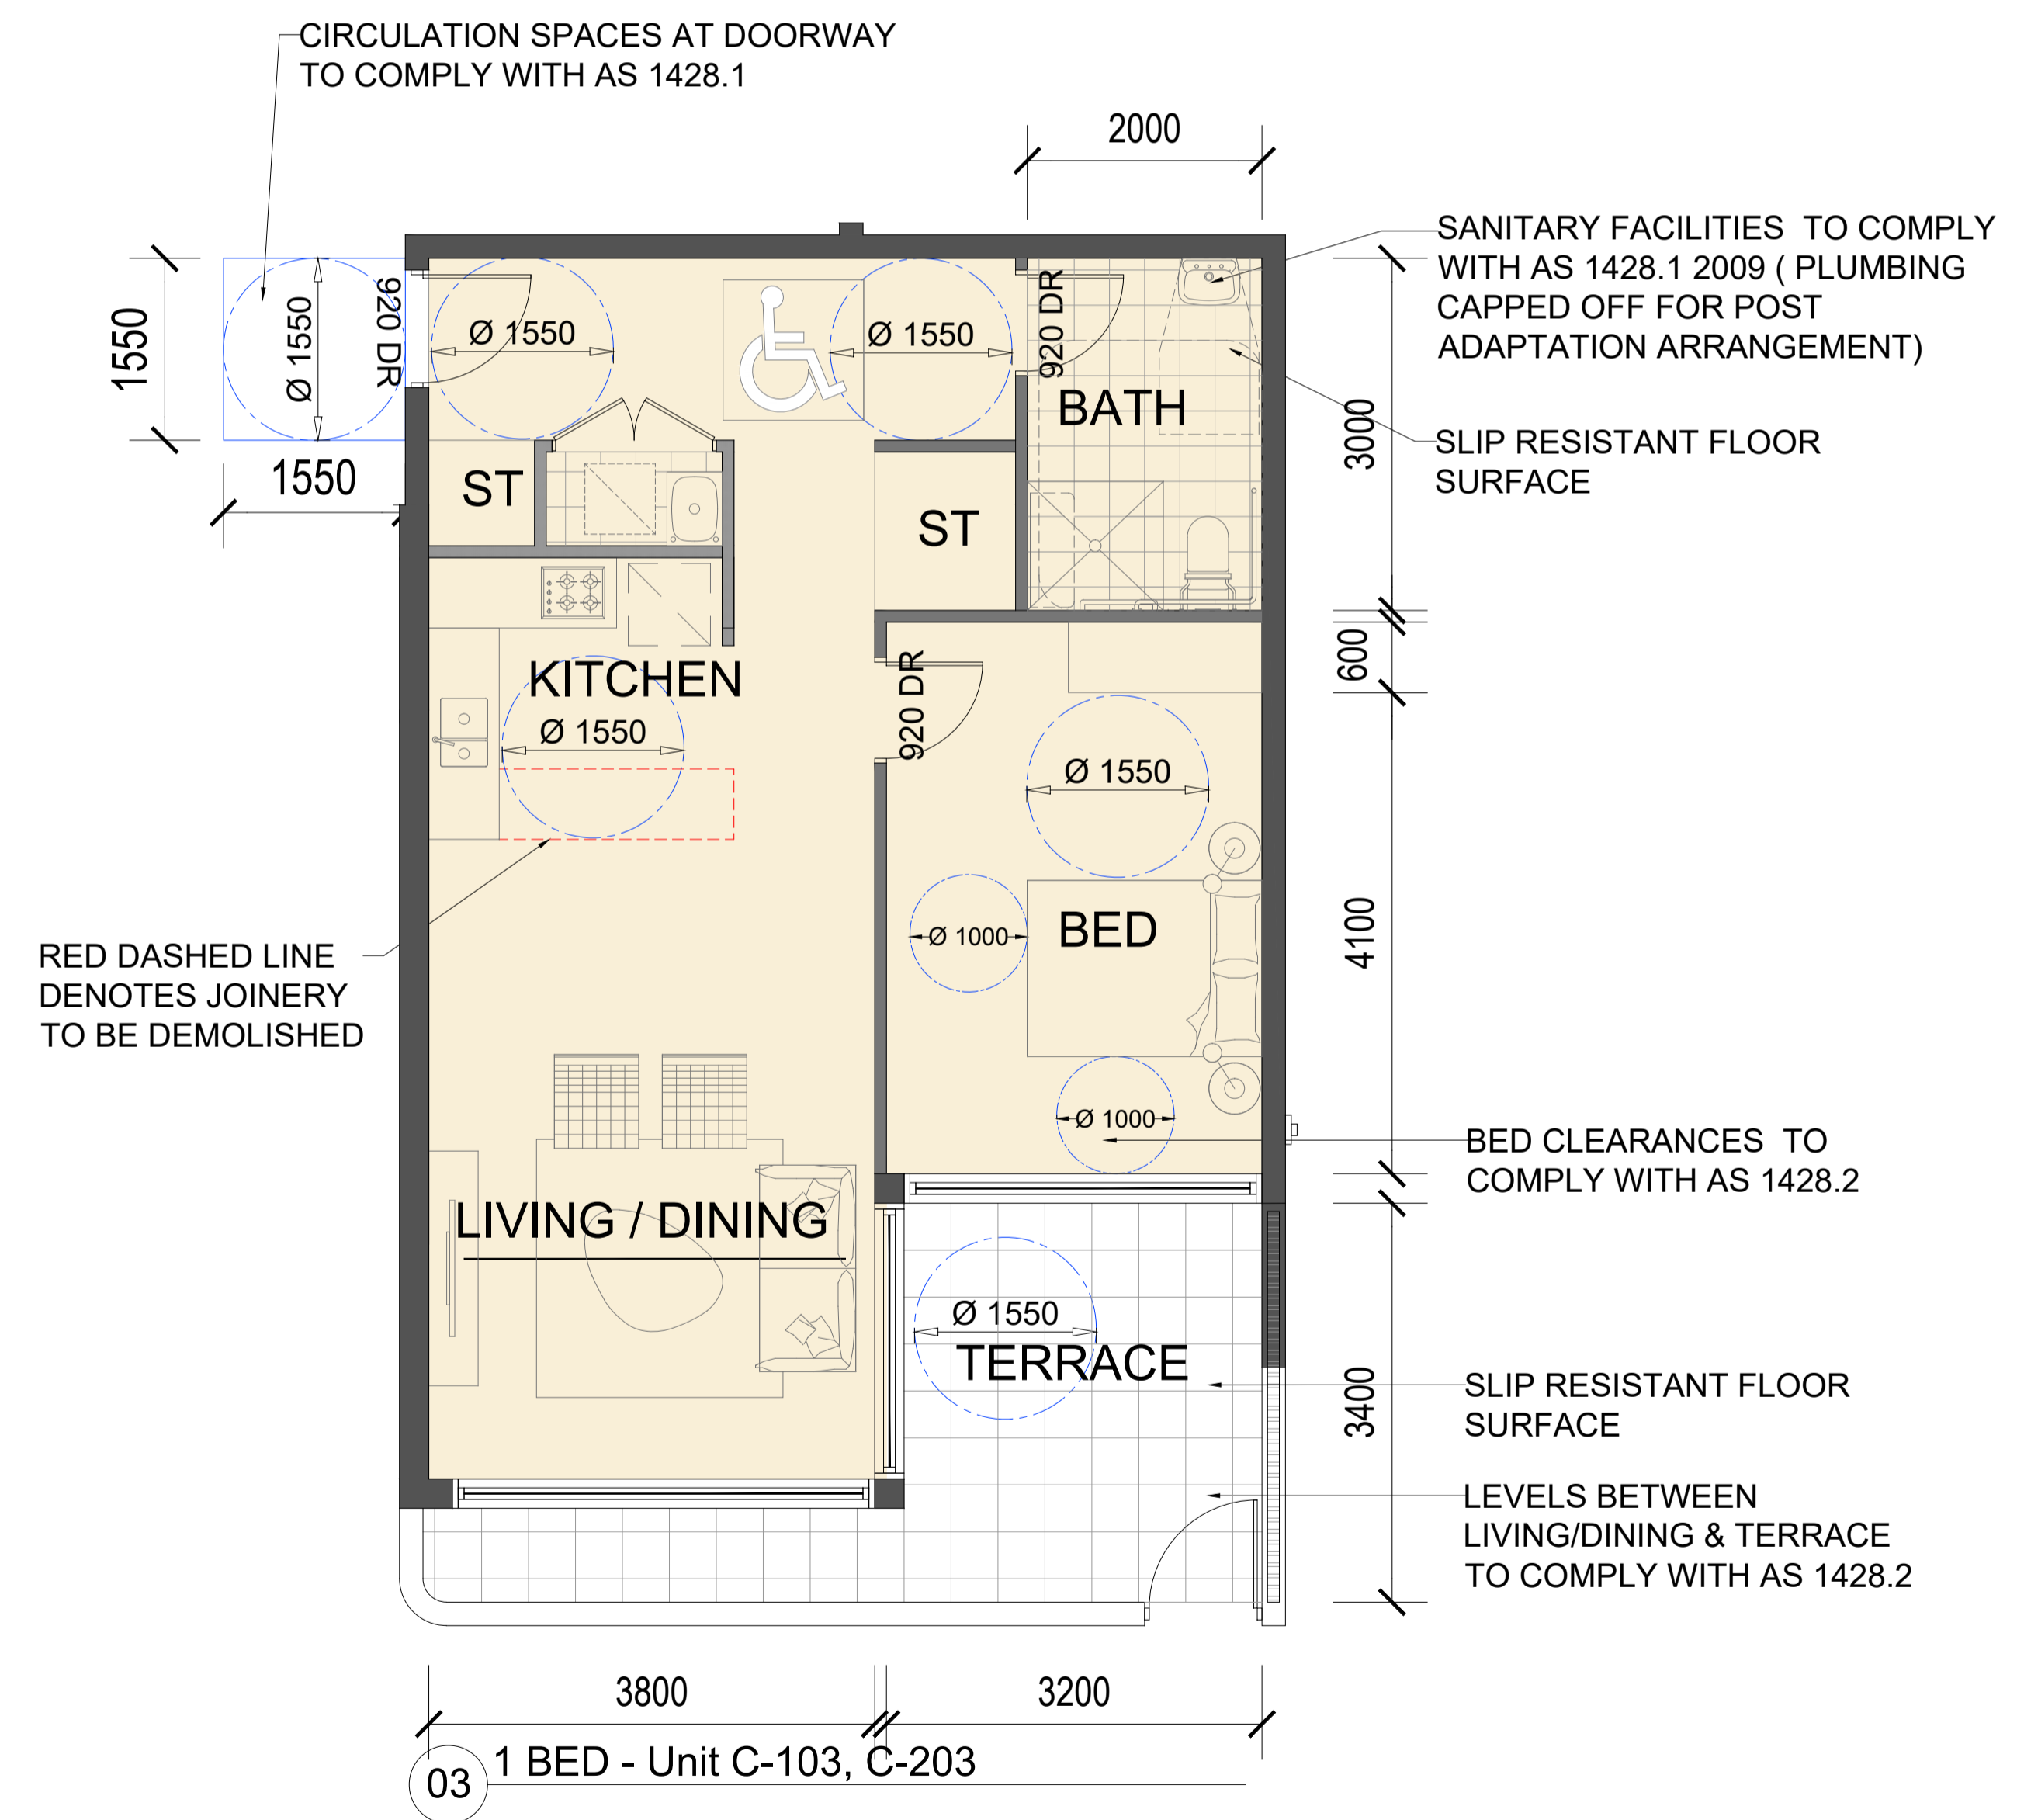 CIRCULATION SPACES AT DOORWAY
TO COMPLY WITH AS 1428.1
2000
SANITARY FACILITIES TO COMPLY
WITH AS 1428.1 2009 ( PLUMBING
CAPPED OFF FOR POST
ADAPTATION ARRANGEMENT)
1550
Ø 1550
920 DR
Ø 1550
Ø 1550
920 DR
BATH
3000
SLIP RESISTANT FLOOR
SURFACE
1550
ST
ST
KITCHEN
Ø 1550
920 DR
600
Ø 1550
RED DASHED LINE
DENOTES JOINERY
TO BE DEMOLISHED
Ø 1000
BED
4100
Ø 1000
BED CLEARANCES TO
COMPLY WITH AS 1428.2
LIVING / DINING
Ø 1550
TERRACE
3400
SLIP RESISTANT FLOOR
SURFACE
LEVELS BETWEEN
LIVING/DINING & TERRACE
TO COMPLY WITH AS 1428.2
3800
3200
03
1 BED - Unit C-103, C-203